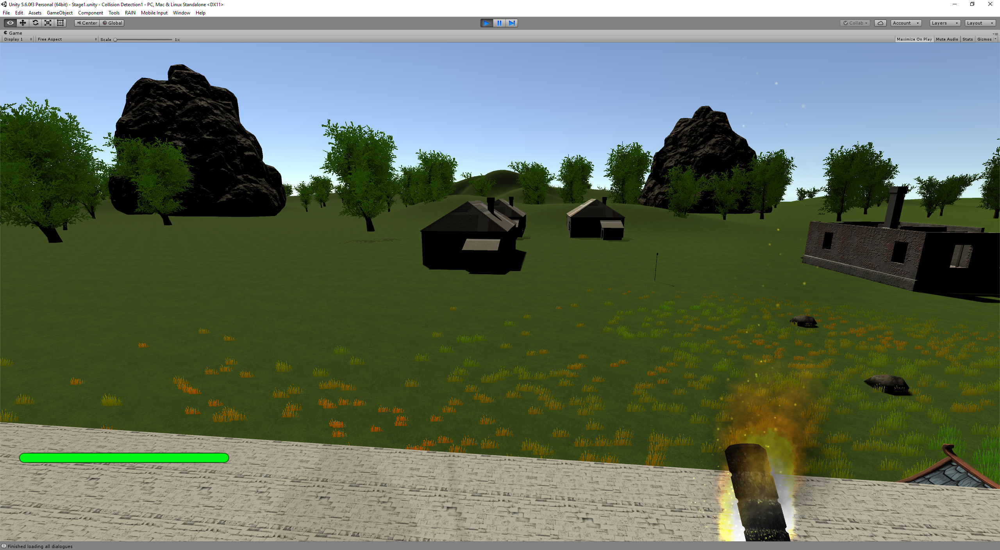 Unity 5.6.0f3 Personal (64bit) - Stage1.unity - Collision Detection1 - PC, Mac & Linux Standalone <DX11>
File Edit Assets GameObject Component Tools RAIN Mobile Input Window Help
Center Global Collab Account Layers Layout
Game
Display 1 Free Aspect Scale 1x Maximize On Play Mute Audio Stats Gizmos
Finished loading all dialogues